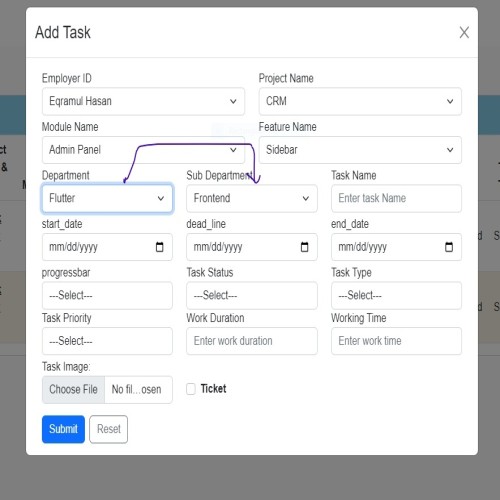 Add Task
X
Employer ID Project Name
Eqramul Hasan CRM
Module Name Feature Name
Admin Panel Sidebar
Department Sub Department Task Name
Flutter Frontend Enter task Name
start_date dead_line end_date
mm/dd/yyyy mm/dd/yyyy mm/dd/yyyy
progressbar Task Status Task Type
---Select--- ---Select--- ---Select---
Task Priority Work Duration Working Time
---Select--- Enter work duration Enter work time
Task Image:
Choose File No fil...osen Ticket
Submit Reset